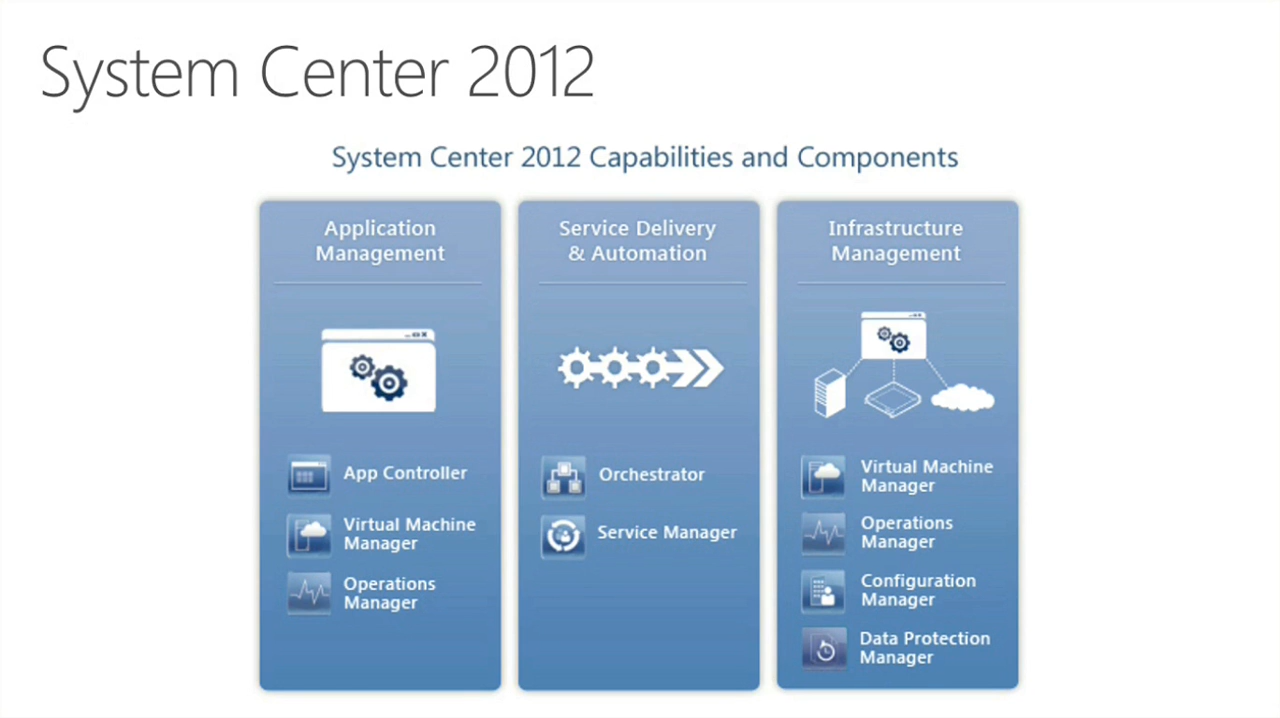 System Center 2012
System Center 2012 Capabilities and Components
Application
Management
App Controller
Virtual Machine
Manager
Operations
Manager
Service Delivery
& Automation
Orchestrator
Service Manager
Infrastructure
Management
Virtual Machine
Manager
Operations
Manager
Configuration
Manager
Data Protection
Manager